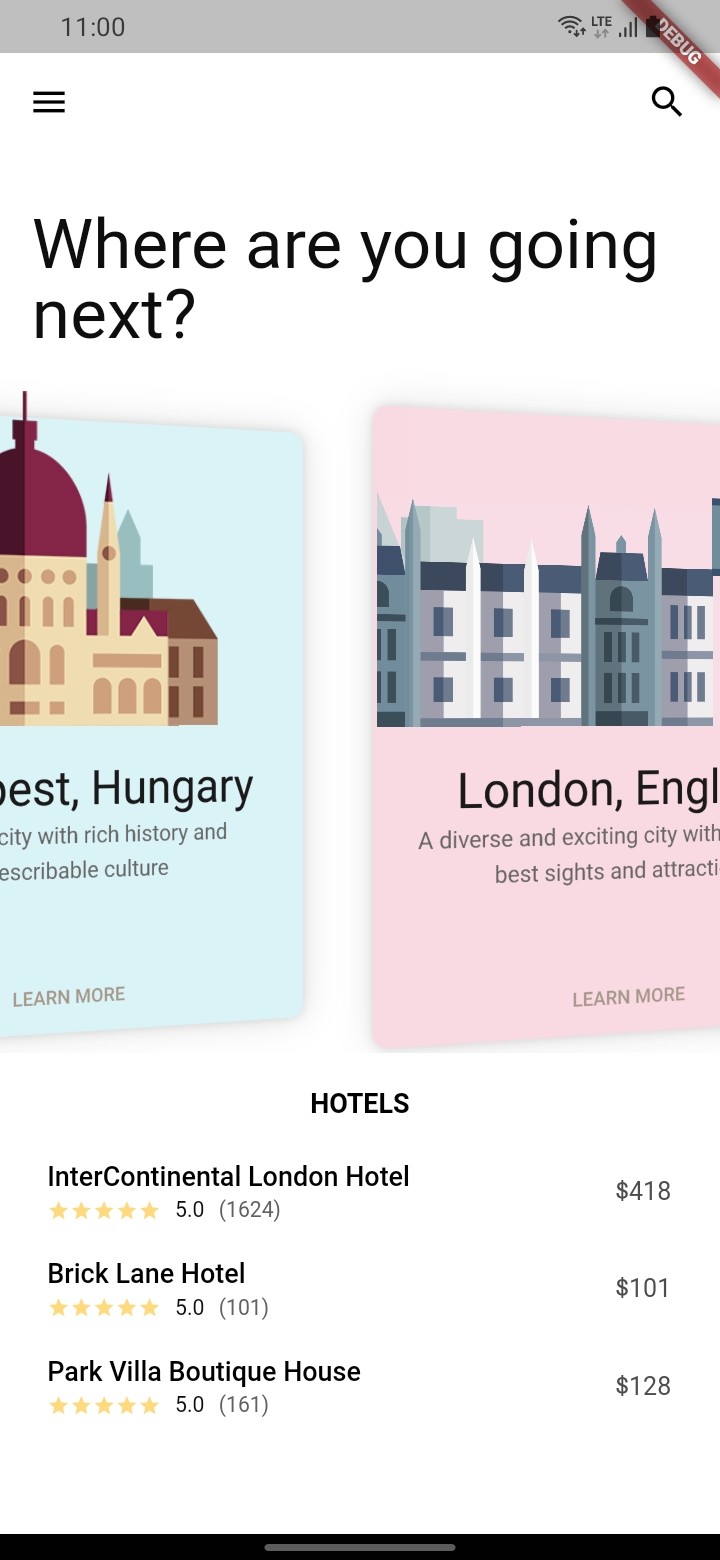 11:00
LTE
DEBUG
Where are you going
next?
est, Hungary
city with rich history and
escribable culture
LEARN MORE
London, Engl
A diverse and exciting city with
best sights and attracti
LEARN MORE
HOTELS
InterContinental London Hotel
5.0 (1624)
$418
Brick Lane Hotel
5.0 (101)
$101
Park Villa Boutique House
5.0 (161)
$128